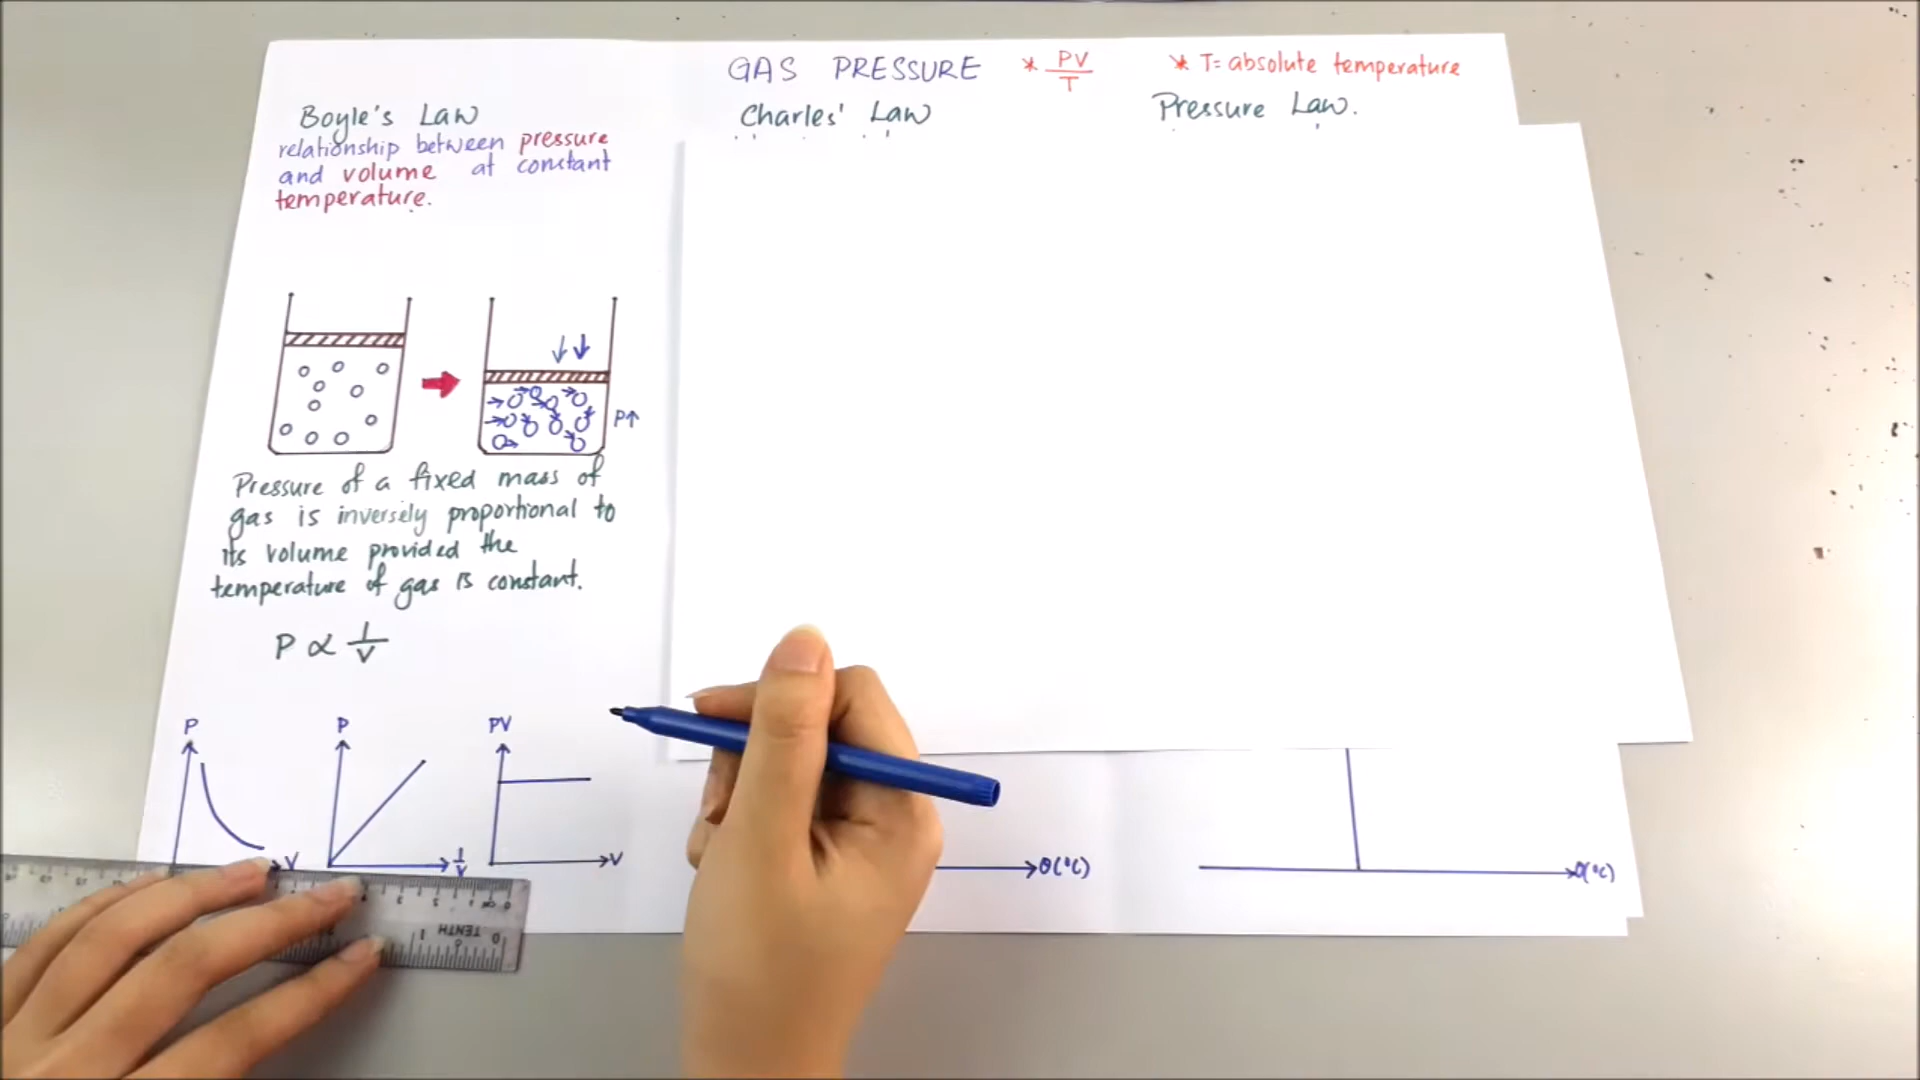 GAS PRESSURE * PV/T * T= absolute temperature
Boyle's Law
relationship between pressure
and volume at constant
temperature.
P↑
Pressure of a fixed mass of
gas is inversely proportional to
its volume provided the
temperature of gas is constant.
P ∝ 1/V
P
V
P
1/V
PV
V
Charles' Law
θ(°C)
Pressure Law.
θ(°C)
TENTH